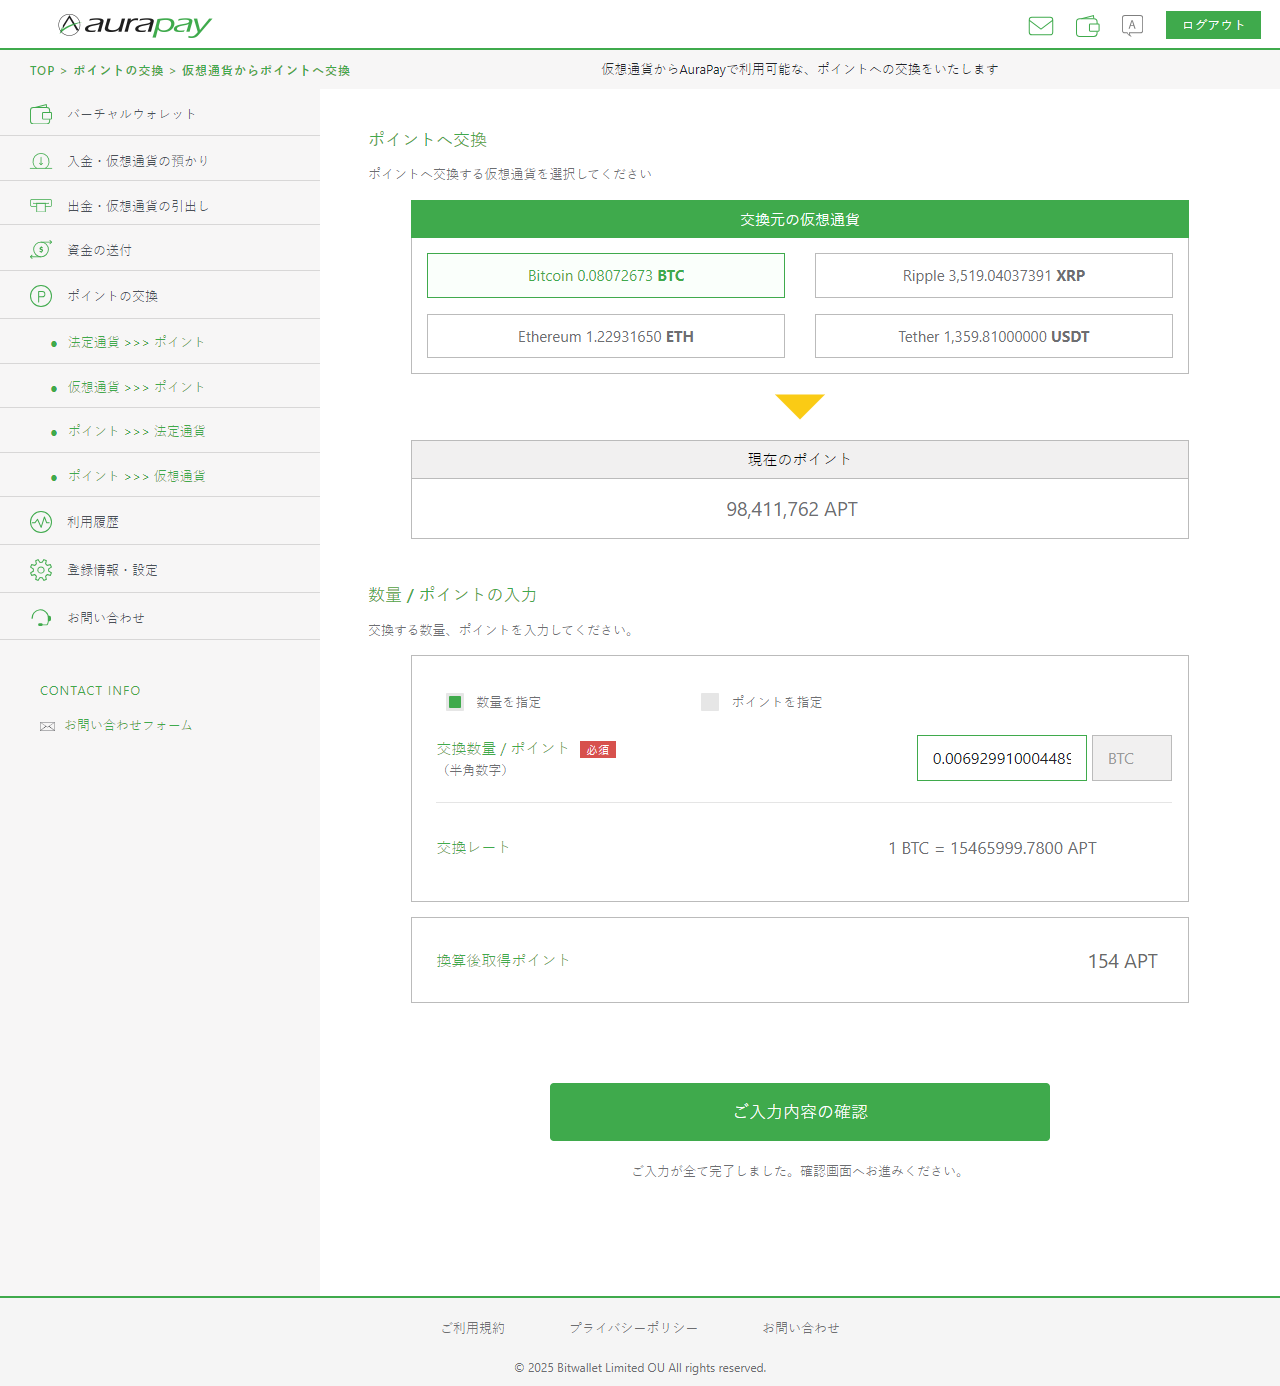 aurapay
ログアウト
TOP > ポイントの交換 > 仮想通貨からポイントへ交換
仮想通貨からAuraPayで利用可能な、ポイントへの交換をいたします
バーチャルウォレット
入金・仮想通貨の預かり
出金・仮想通貨の引出し
資金の送付
ポイントの交換
法定通貨 >>> ポイント
仮想通貨 >>> ポイント
ポイント >>> 法定通貨
ポイント >>> 仮想通貨
利用履歴
登録情報・設定
お問い合わせ
CONTACT INFO
お問い合わせフォーム
ポイントへ交換
ポイントへ交換する仮想通貨を選択してください
交換元の仮想通貨
Bitcoin 0.08072673 BTC
Ripple 3,519.04037391 XRP
Ethereum 1.22931650 ETH
Tether 1,359.81000000 USDT
現在のポイント
98,411,762 APT
数量 / ポイントの入力
交換する数量、ポイントを入力してください。
数量を指定
ポイントを指定
交換数量 / ポイント 必須
（半角数字）
0.006929910004489
BTC
交換レート
1 BTC = 15465999.7800 APT
換算後取得ポイント
154 APT
ご入力内容の確認
ご入力が全て完了しました。確認画面へお進みください。
ご利用規約
プライバシーポリシー
お問い合わせ
© 2025 Bitwallet Limited OU All rights reserved.